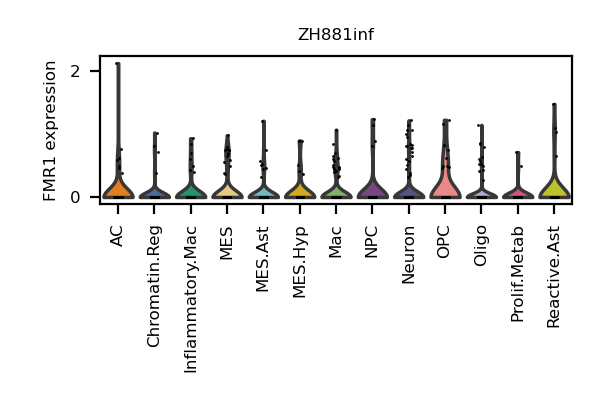 ZH881inf
FMR1 expression
2
0
AC
Chromatin.Reg
Inflammatory.Mac
MES
MES.Ast
MES.Hyp
Mac
NPC
Neuron
OPC
Oligo
Prolif.Metab
Reactive.Ast